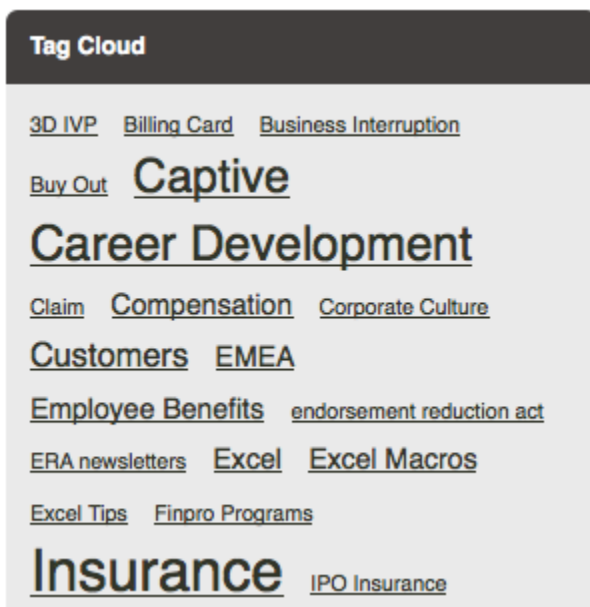 Tag Cloud
3D IVP Billing Card Business Interruption
Buy Out Captive
Career Development
Claim Compensation Corporate Culture
Customers EMEA
Employee Benefits endorsement reduction act
ERA newsletters Excel Excel Macros
Excel Tips Finpro Programs
Insurance IPO Insurance